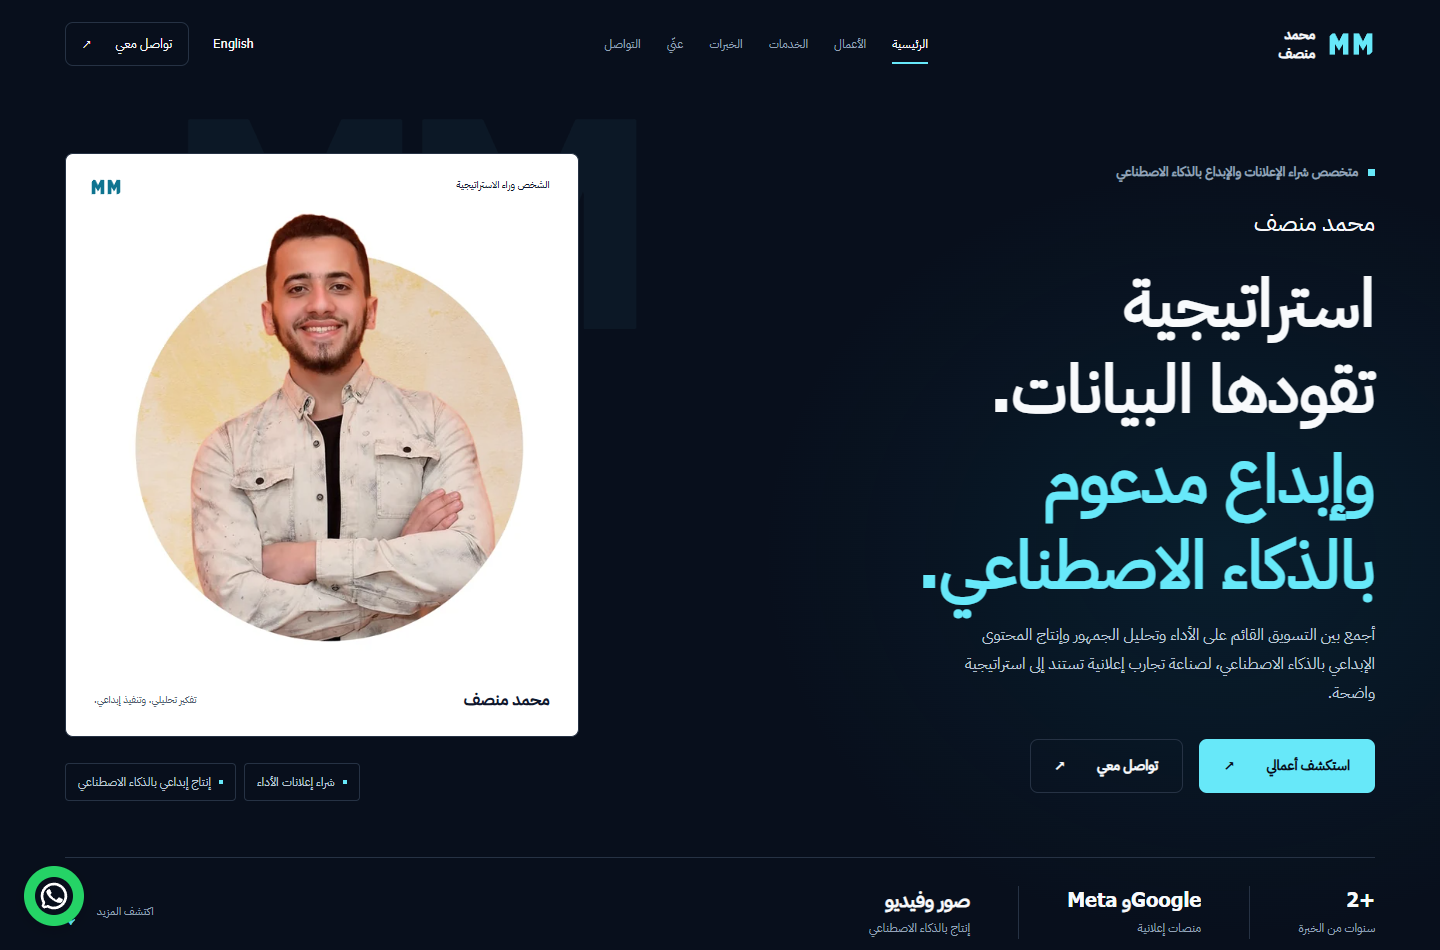 MM
محمد
منصف
الرئيسية
الأعمال
الخدمات
الخبرات
عنّي
التواصل
English
تواصل معي ↗
متخصص شراء الإعلانات والإبداع بالذكاء الاصطناعي
محمد منصف
استراتيجية
تقودها البيانات.
وإبداع مدعوم
بالذكاء الاصطناعي.
أجمع بين التسويق القائم على الأداء وتحليل الجمهور وإنتاج المحتوى
الإبداعي بالذكاء الاصطناعي، لصناعة تجارب إعلانية تستند إلى استراتيجية
واضحة.
استكشف أعمالي ↗
تواصل معي ↗
MM
الشخص وراء الاستراتيجية
MM
محمد منصف
تفكير تحليلي، وتنفيذ إبداعي.
شراء إعلانات الأداء
إنتاج إبداعي بالذكاء الاصطناعي
+2
سنوات من الخبرة
Googleو Meta
منصات إعلانية
صور وفيديو
إنتاج بالذكاء الاصطناعي
اكتشف المزيد